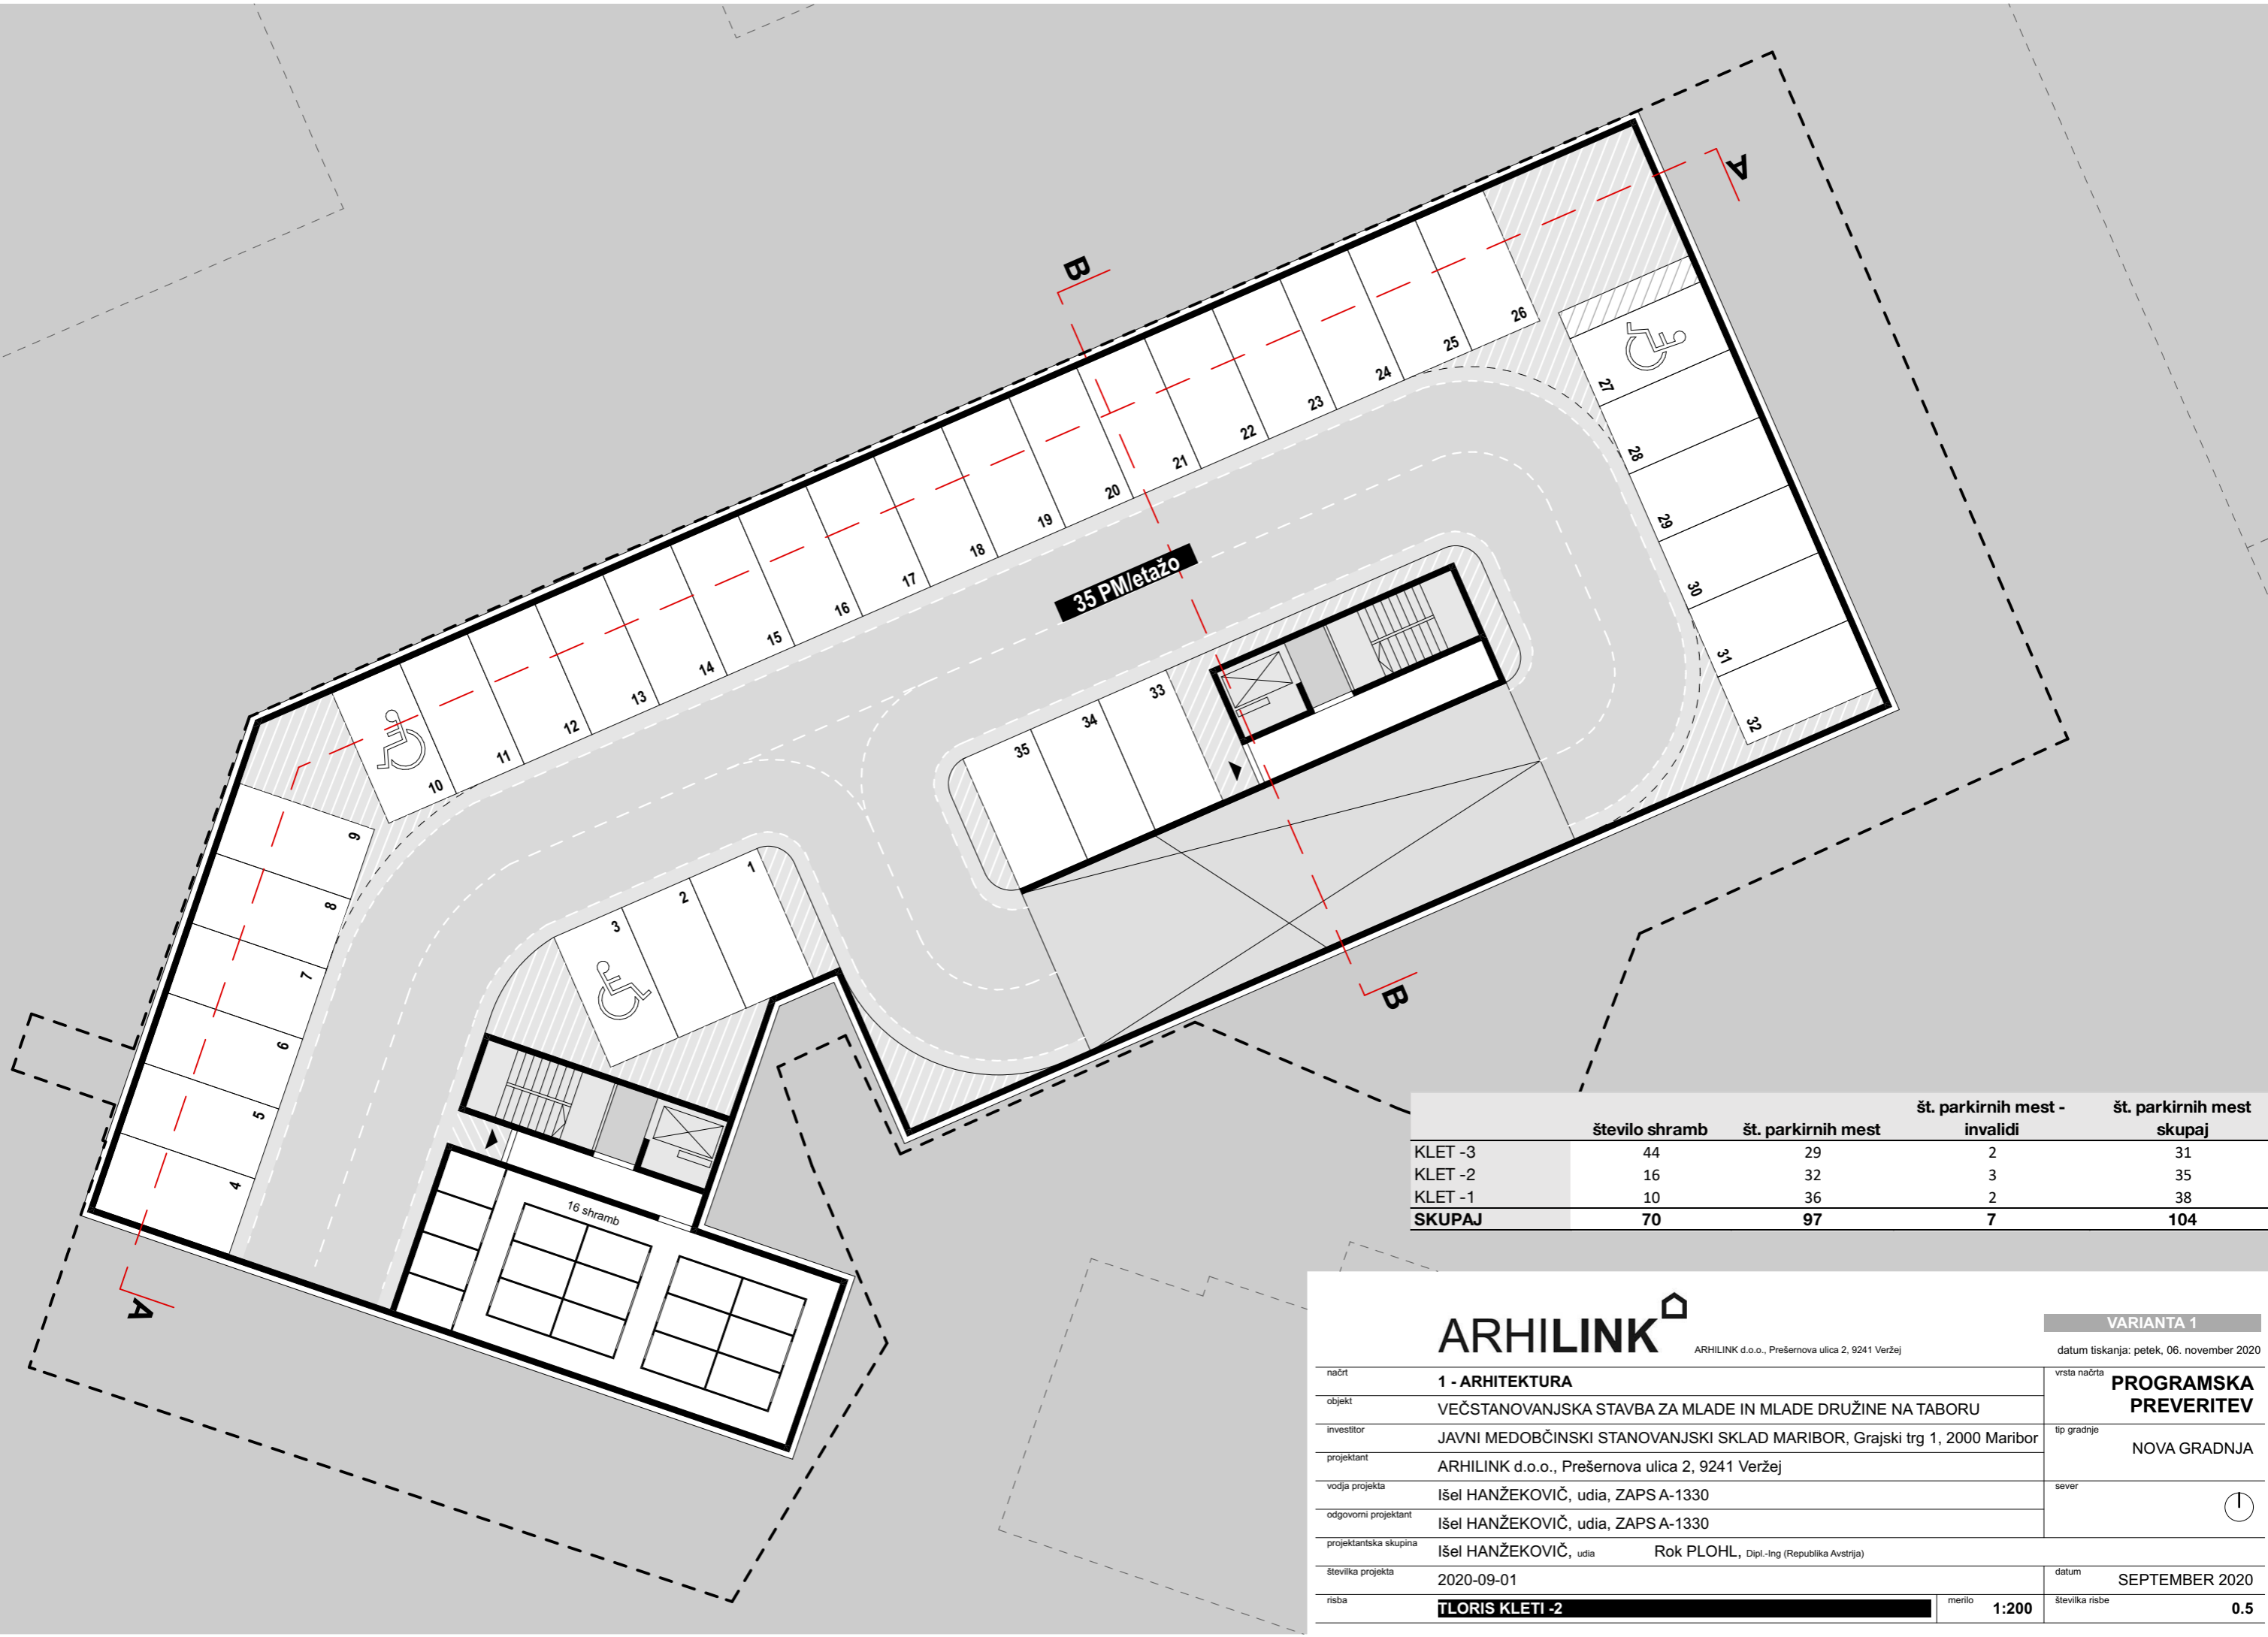 A
B
26
25
24
23
22
21
20
19
18
17
16
15
14
13
12
11
10
27
28
29
30
31
32
35 PM/etažo
33
34
35
9
8
7
6
5
4
1
2
3
B
A
16 shramb
število shramb št. parkirnih mest št. parkirnih mest - invalidi št. parkirnih mest skupaj
KLET -3 44 29 2 31
KLET -2 16 32 3 35
KLET -1 10 36 2 38
SKUPAJ 70 97 7 104
ARHILINK
ARHILINK d.o.o., Prešernova ulica 2, 9241 Veržej
VARIANTA 1
datum tiskanja: petek, 06. november 2020
načrt 1 - ARHITEKTURA
vrsta načrta PROGRAMSKA
PREVERITEV
objekt VEČSTANOVANJSKA STAVBA ZA MLADE IN MLADE DRUŽINE NA TABORU
investitor JAVNI MEDOBČINSKI STANOVANJSKI SKLAD MARIBOR, Grajski trg 1, 2000 Maribor
tip gradnje NOVA GRADNJA
projektant ARHILINK d.o.o., Prešernova ulica 2, 9241 Veržej
vodja projekta Išel HANŽEKOVIČ, udia, ZAPS A-1330
sever
odgovorni projektant Išel HANŽEKOVIČ, udia, ZAPS A-1330
projektantska skupina Išel HANŽEKOVIČ, udia Rok PLOHL, Dipl.-Ing (Republika Avstrija)
številka projekta 2020-09-01
datum SEPTEMBER 2020
risba TLORIS KLETI -2
merilo 1:200
številka risbe 0.5